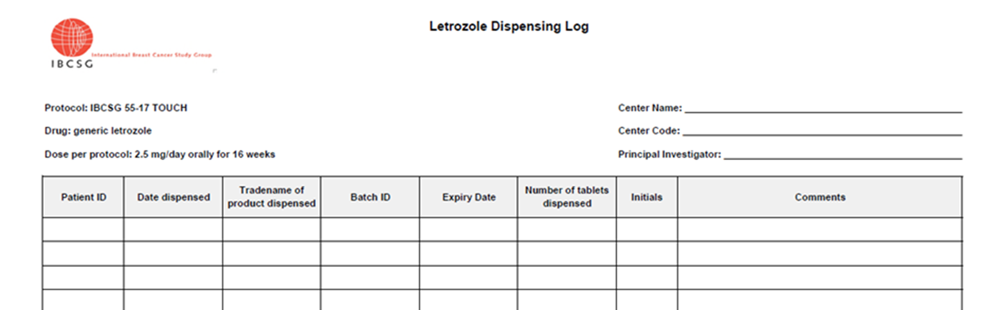 Letrozole Dispensing Log
International Breast Cancer Study Group
IBCSG
Protocol: IBCSG 55-17 TOUCH
Center Name:
Drug: generic letrozole
Center Code:
Dose per protocol: 2.5 mg/day orally for 16 weeks
Principal Investigator:
Patient ID
Date dispensed
Tradename of
product dispensed
Batch ID
Expiry Date
Number of tablets
dispensed
Initials
Comments